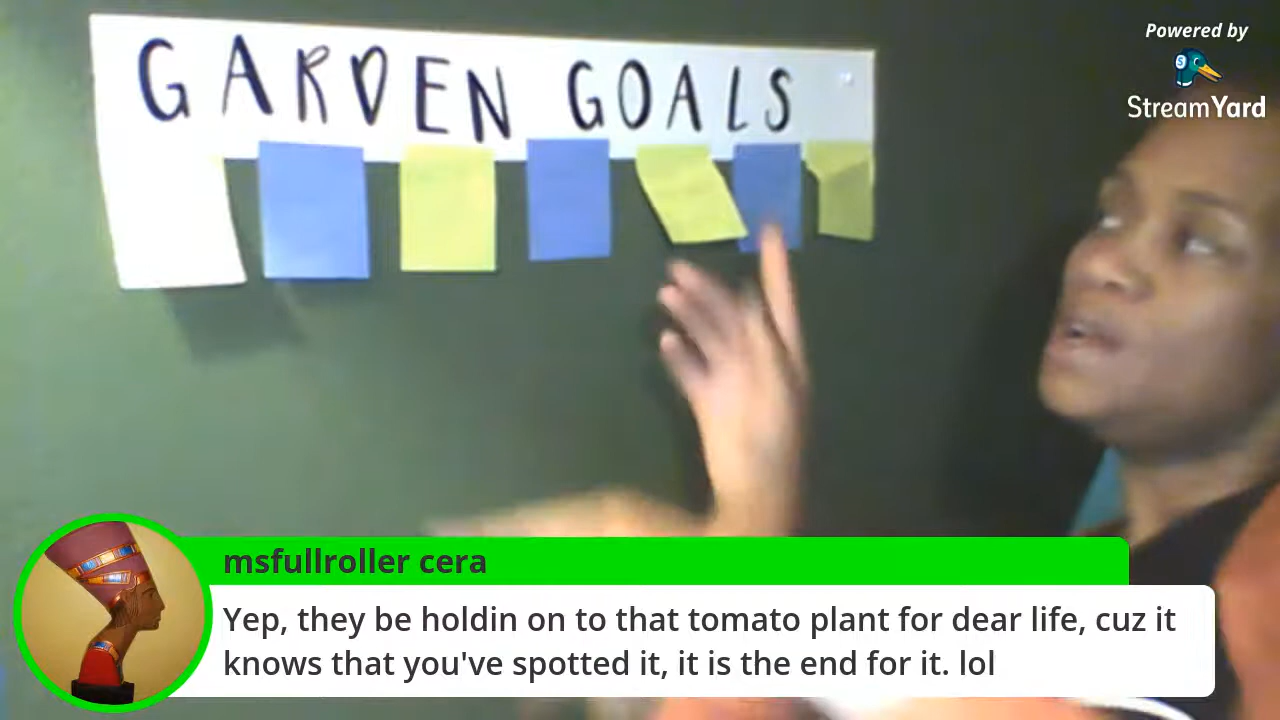 Powered by
StreamYard
GARDEN GOALS
msfullroller cera
Yep, they be holdin on to that tomato plant for dear life, cuz it
knows that you've spotted it, it is the end for it. lol